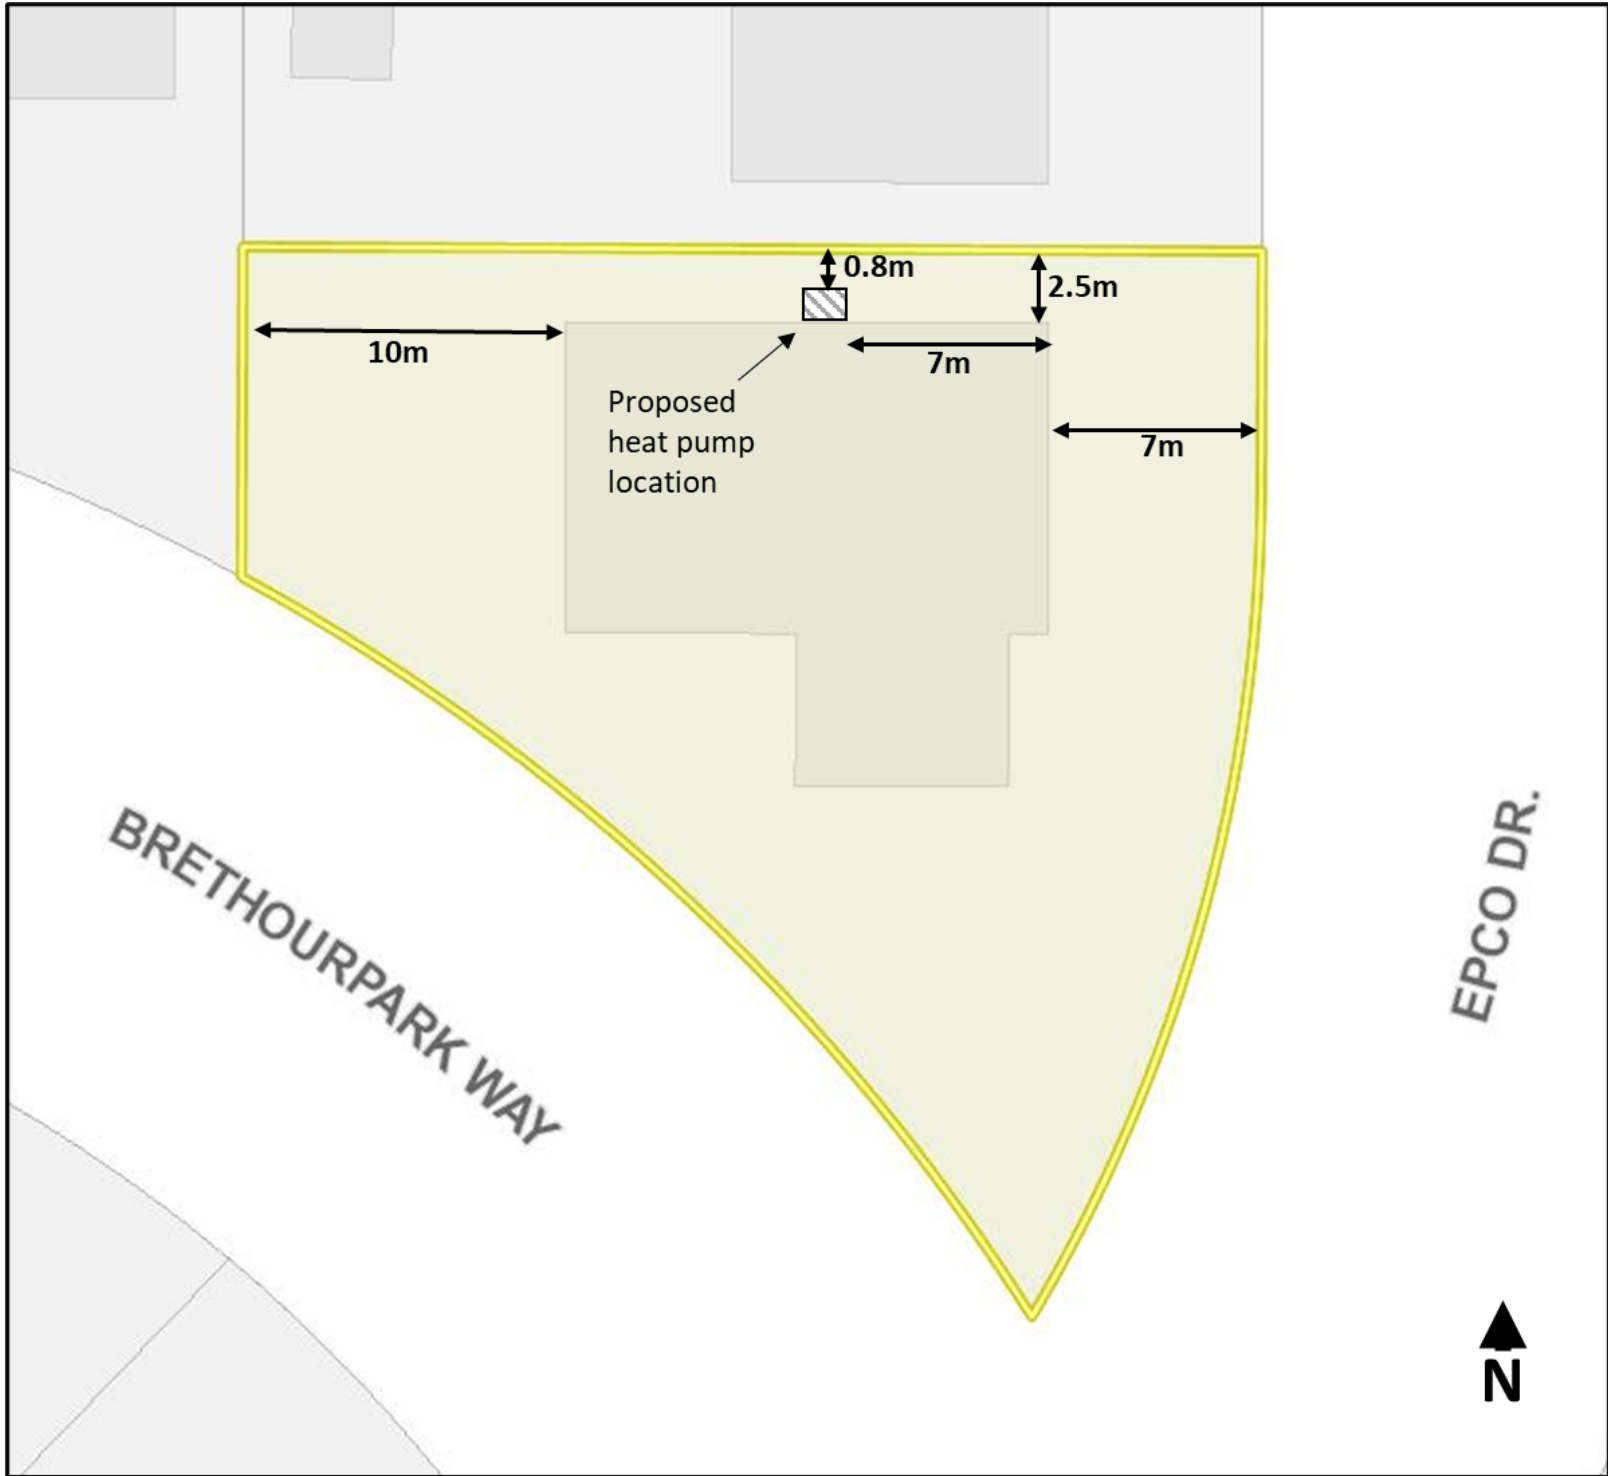 0.8m
2.5m
10m
7m
Proposed
heat pump
location
7m
BRETHOURPARK WAY
EPCO DR.
N